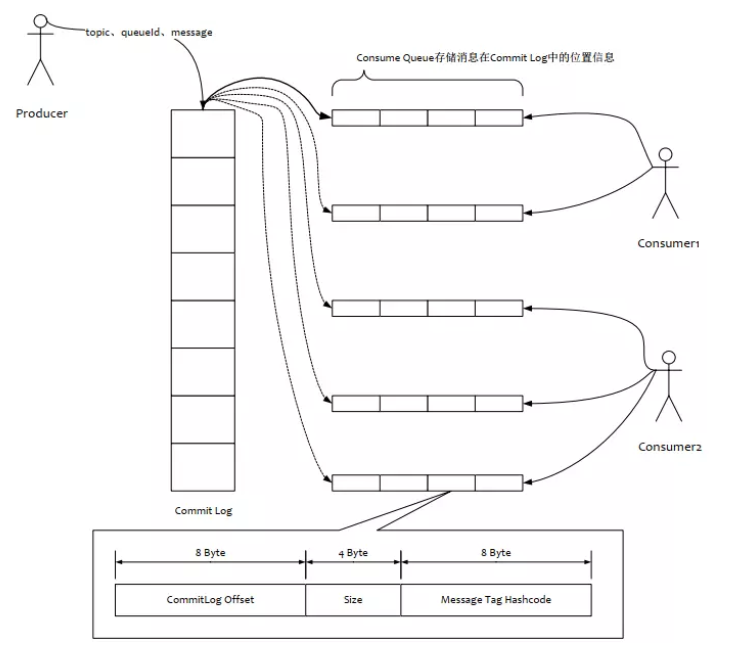 topic、queueId、message
Producer
Consume Queue存储消息在Commit Log中的位置信息
Consumer1
Consumer2
Commit Log
8 Byte
4 Byte
8 Byte
CommitLog Offset
Size
Message Tag Hashcode